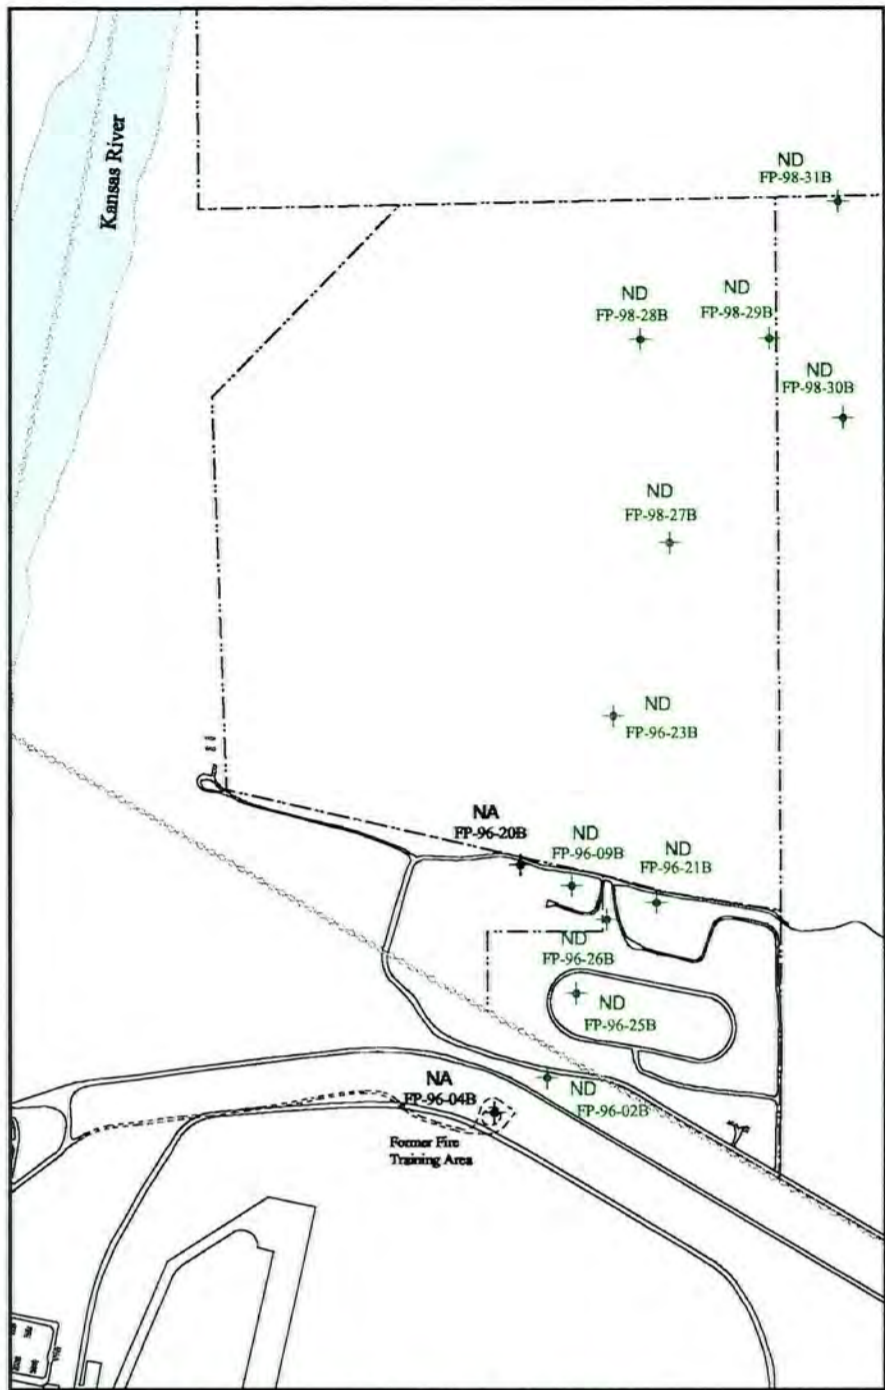 Kansas River
ND
FP-98-31B
ND
FP-98-28B
ND
FP-98-29B
ND
FP-98-30B
ND
FP-98-27B
ND
FP-96-23B
NA
FP-96-20B
ND
FP-96-09B
ND
FP-96-21B
ND
FP-96-26B
ND
FP-96-25B
NA
FP-96-04B
ND
FP-96-02B
Former Fire
Training Area